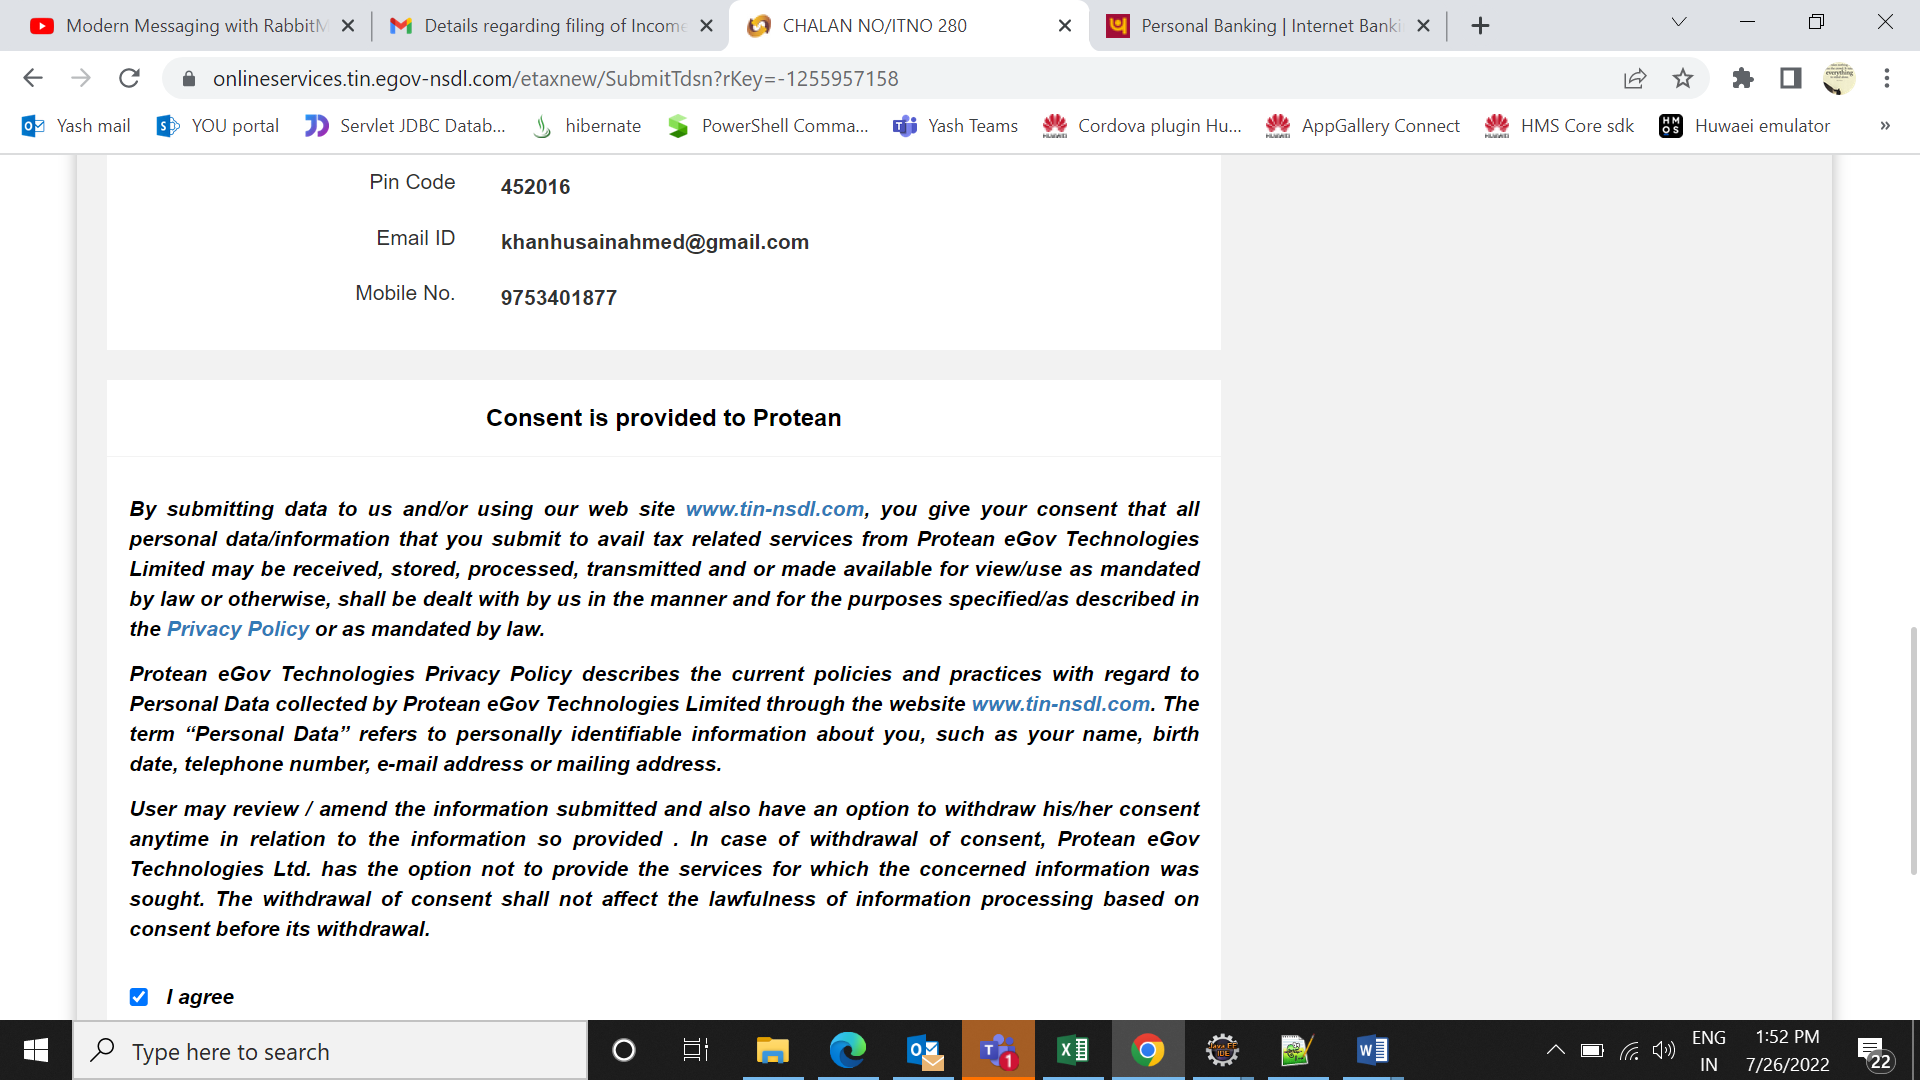 Modern Messaging with RabbitM
Details regarding filing of Income
CHALAN NO/ITNO 280
Personal Banking | Internet Banki
onlineservices.tin.egov-nsdl.com/etaxnew/SubmitTdsn?rKey=-1255957158
Yash mail
YOU portal
Servlet JDBC Datab...
hibernate
PowerShell Comma...
Yash Teams
Cordova plugin Hu...
AppGallery Connect
HMS Core sdk
Huwaei emulator
»
Pin Code 452016
Email ID khanhusainahmed@gmail.com
Mobile No. 9753401877
Consent is provided to Protean
By submitting data to us and/or using our web site www.tin-nsdl.com, you give your consent that all
personal data/information that you submit to avail tax related services from Protean eGov Technologies
Limited may be received, stored, processed, transmitted and or made available for view/use as mandated
by law or otherwise, shall be dealt with by us in the manner and for the purposes specified/as described in
the Privacy Policy or as mandated by law.
Protean eGov Technologies Privacy Policy describes the current policies and practices with regard to
Personal Data collected by Protean eGov Technologies Limited through the website www.tin-nsdl.com. The
term “Personal Data” refers to personally identifiable information about you, such as your name, birth
date, telephone number, e-mail address or mailing address.
User may review / amend the information submitted and also have an option to withdraw his/her consent
anytime in relation to the information so provided . In case of withdrawal of consent, Protean eGov
Technologies Ltd. has the option not to provide the services for which the concerned information was
sought. The withdrawal of consent shall not affect the lawfulness of information processing based on
consent before its withdrawal.
I agree
Type here to search
ENG
IN
1:52 PM
7/26/2022
22